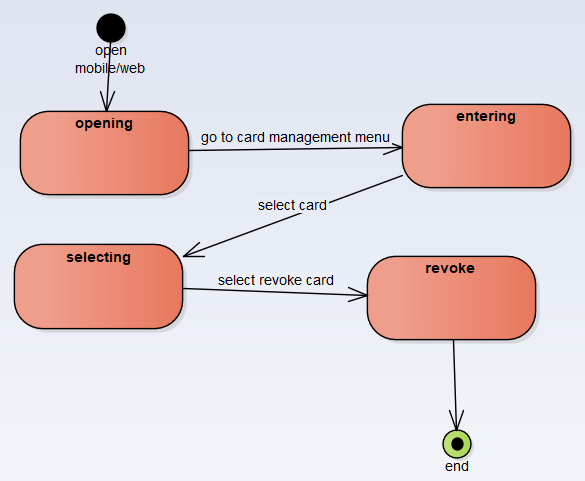 open
mobile/web
opening
go to card management menu
entering
select card
selecting
select revoke card
revoke
end